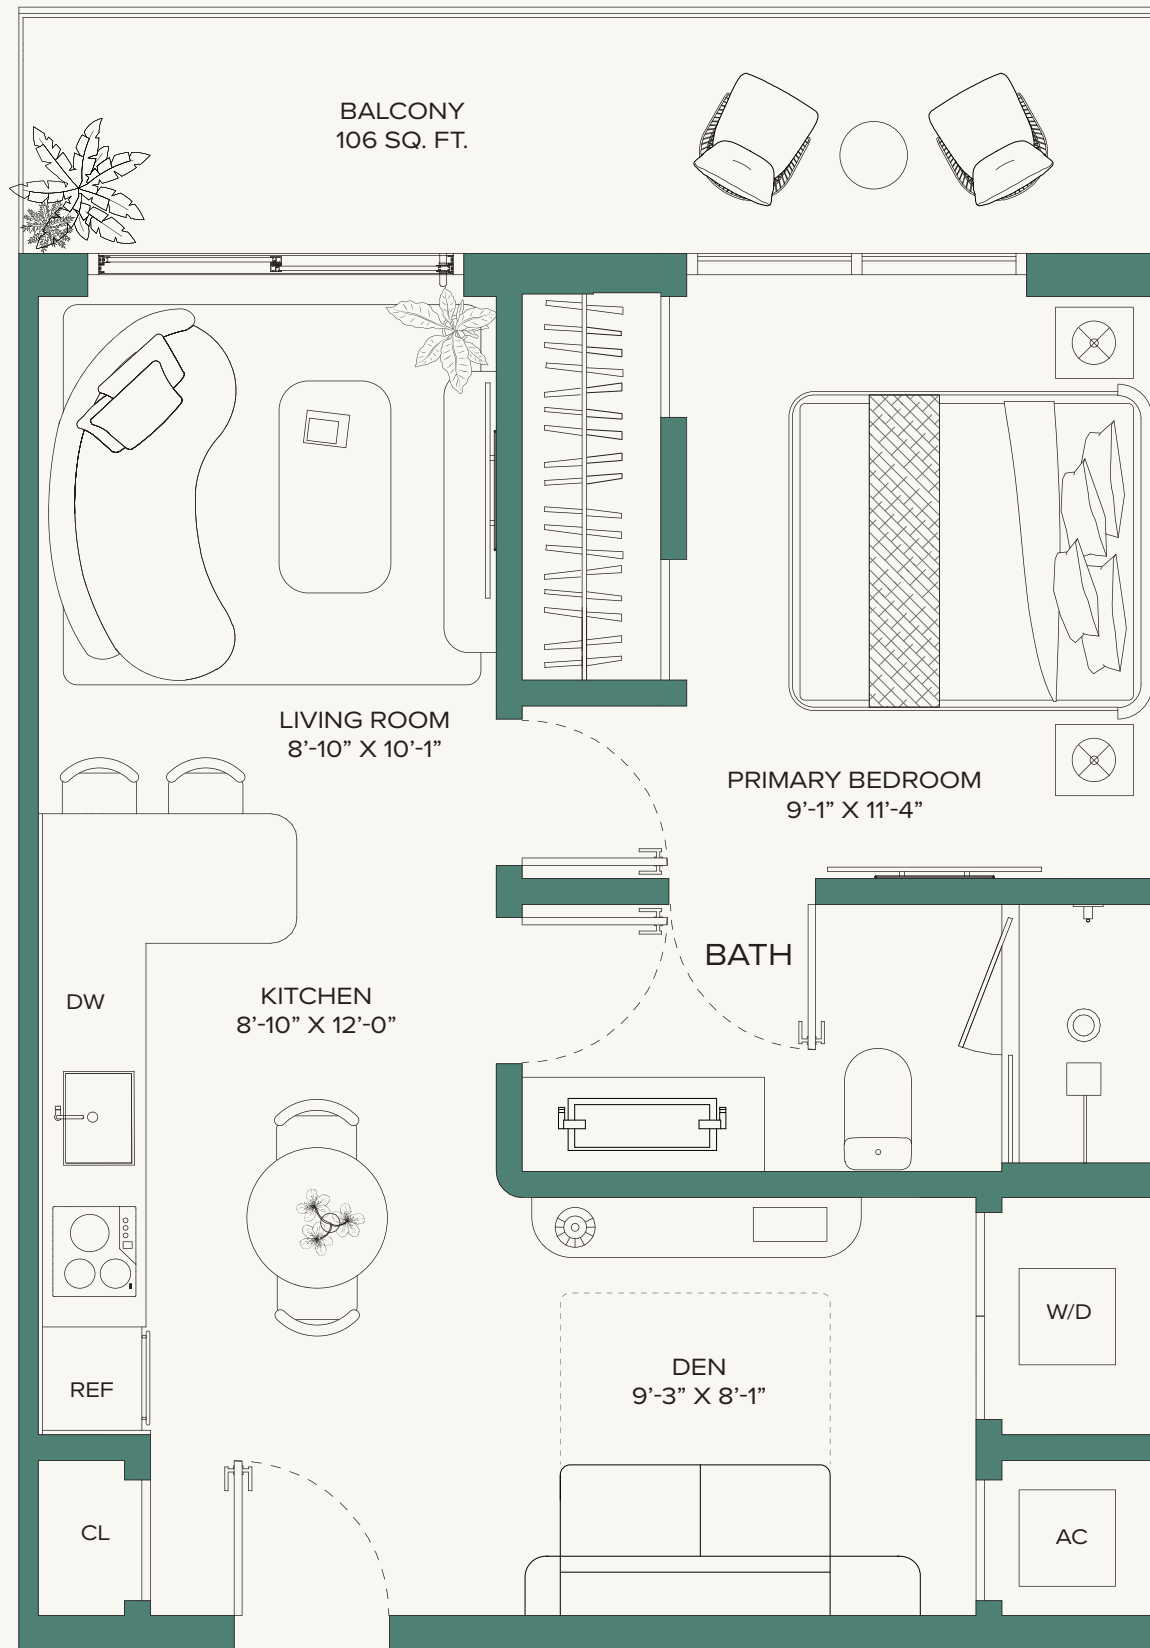 BALCONY
106 SQ. FT.
LIVING ROOM
8’-10” X 10’-1”
PRIMARY BEDROOM
9’-1” X 11’-4”
BATH
DW
KITCHEN
8’-10” X 12’-0”
W/D
DEN
9’-3” X 8’-1”
REF
CL
AC